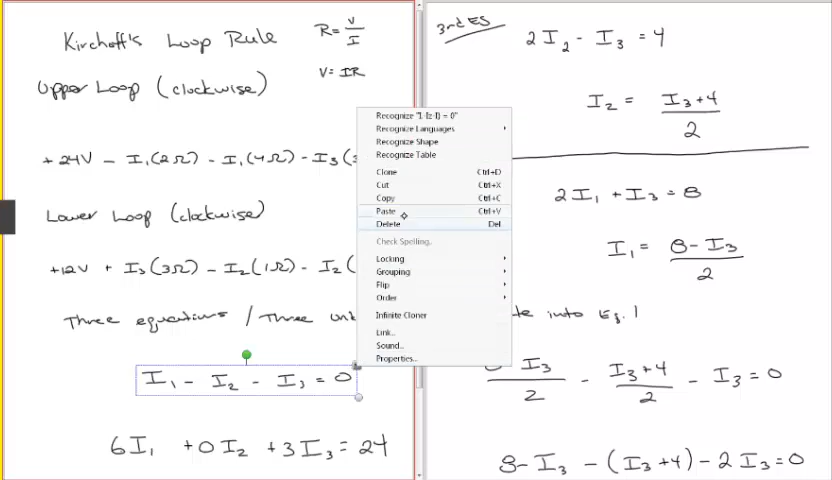 Kirchoff's Loop Rule
R = V/I
V = IR
Upper Loop (clockwise)
+24V - I₁(2Ω) - I₁(4Ω) - I₃(3
Lower Loop (clockwise)
+12V + I₃(3Ω) - I₂(1Ω) - I₂(
Three equations / Three un
I₁ - I₂ - I₃ = 0
6I₁ + 0I₂ + 3I₃ = 24
Recognize "I-Iz-I) = 0"
Recognize Languages
Recognize Shape
Recognize Table
Clone Ctrl+D
Cut Ctrl+X
Copy Ctrl+C
Paste Ctrl+V
Delete Del
Check Spelling...
Locking
Grouping
Flip
Order
Infinite Cloner
Link...
Sound...
Properties...
3rd Eq
2I₂ - I₃ = 4
I₂ = (I₃+4)/2
2I₁ + I₃ = 8
I₁ = (8-I₃)/2
te into Eq. 1
I₃/2 - (I₃+4)/2 - I₃ = 0
8-I₃ - (I₃+4) - 2I₃ = 0